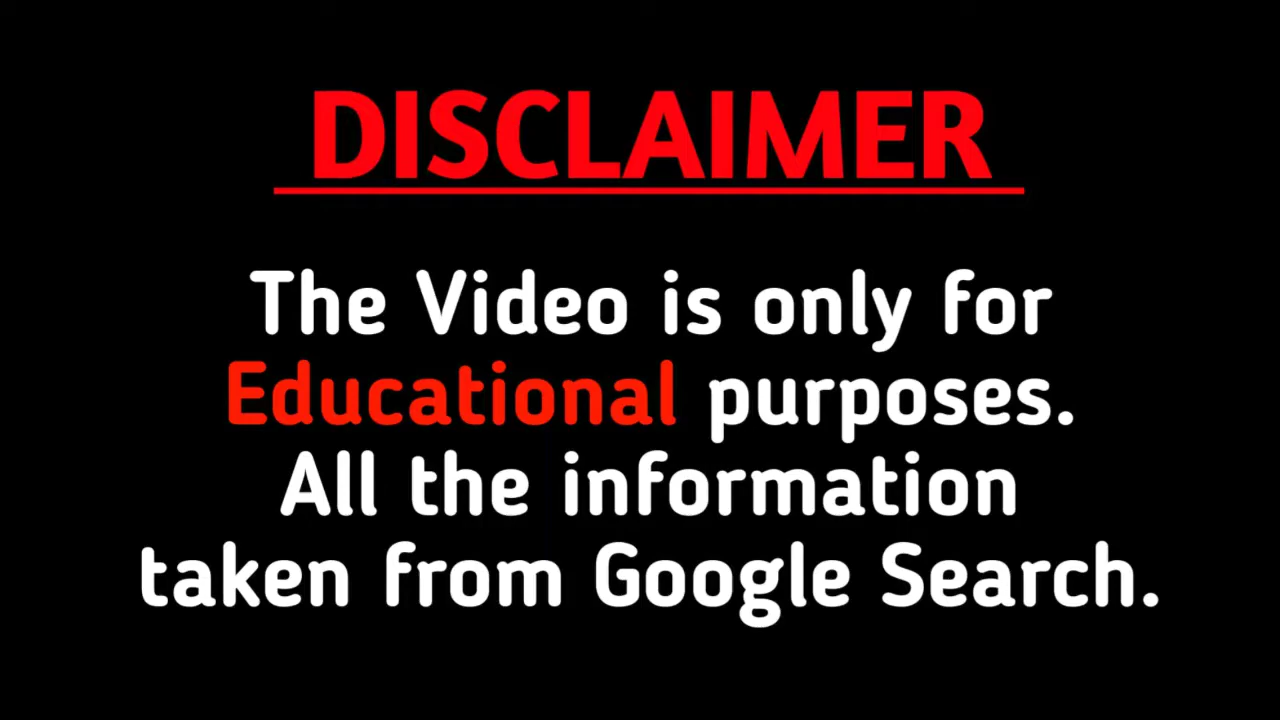 DISCLAIMER
The Video is only for
Educational purposes.
All the information
taken from Google Search.